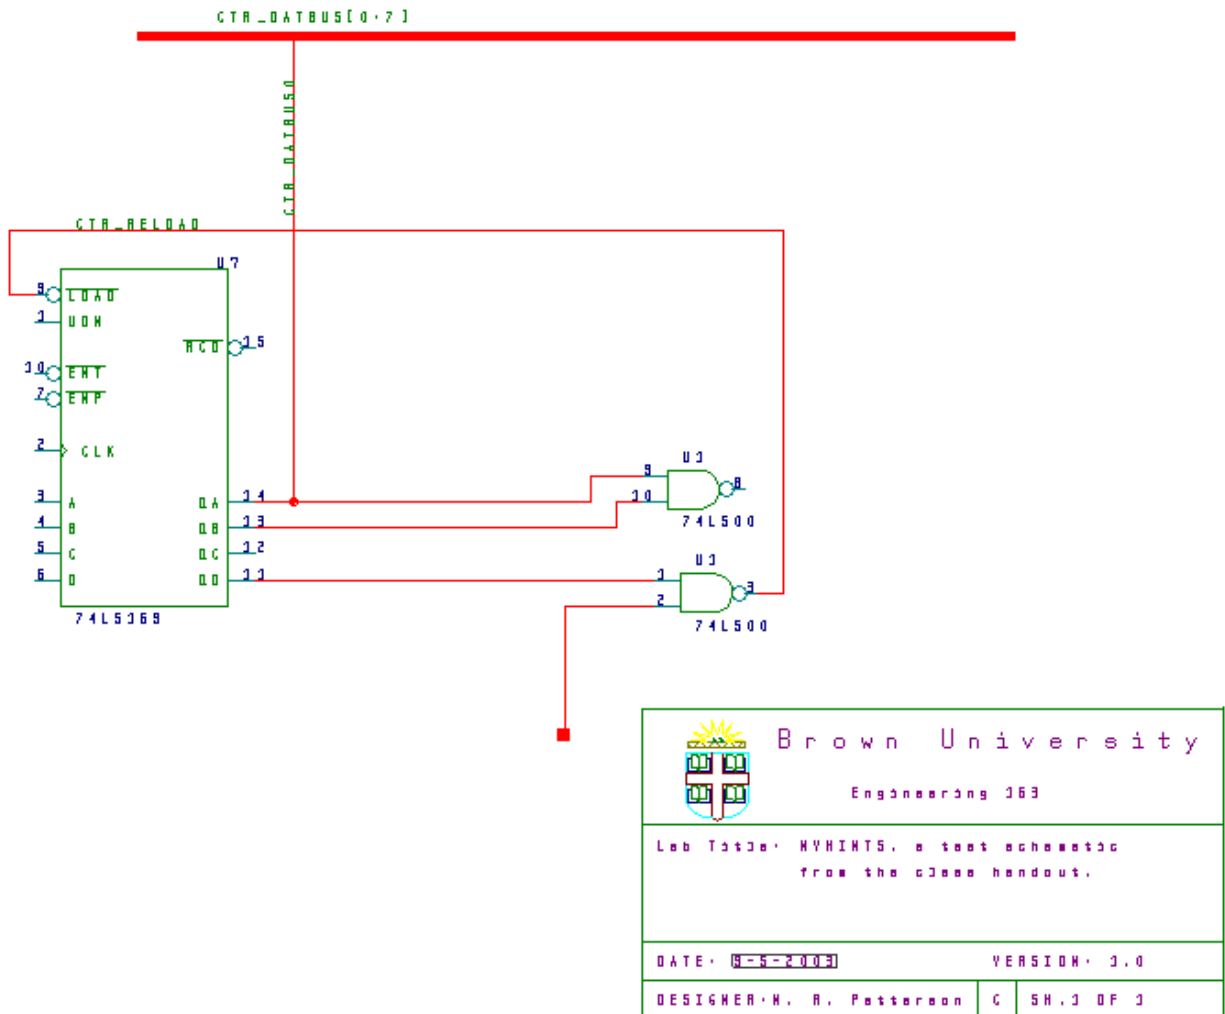 CTR_DATBUS[0:7]
CTR_DATBUS0
CTR_RELOAD
U7
9 LOAD
1 UDN
RCO 15
10 ENT
7 ENP
2 CLK
3 A QA 14
4 B QB 13
5 C QC 12
6 D QD 11
74LS169
U1
9
10
8
74LS00
U1
1
2
3
74LS00
Brown University
Engineering 163
Lab Title: MYHINTS, a test schematic
from the class handout.
DATE: VERSION: 1.0
DESIGNER:W. R. Patterson C SH.1 OF 1